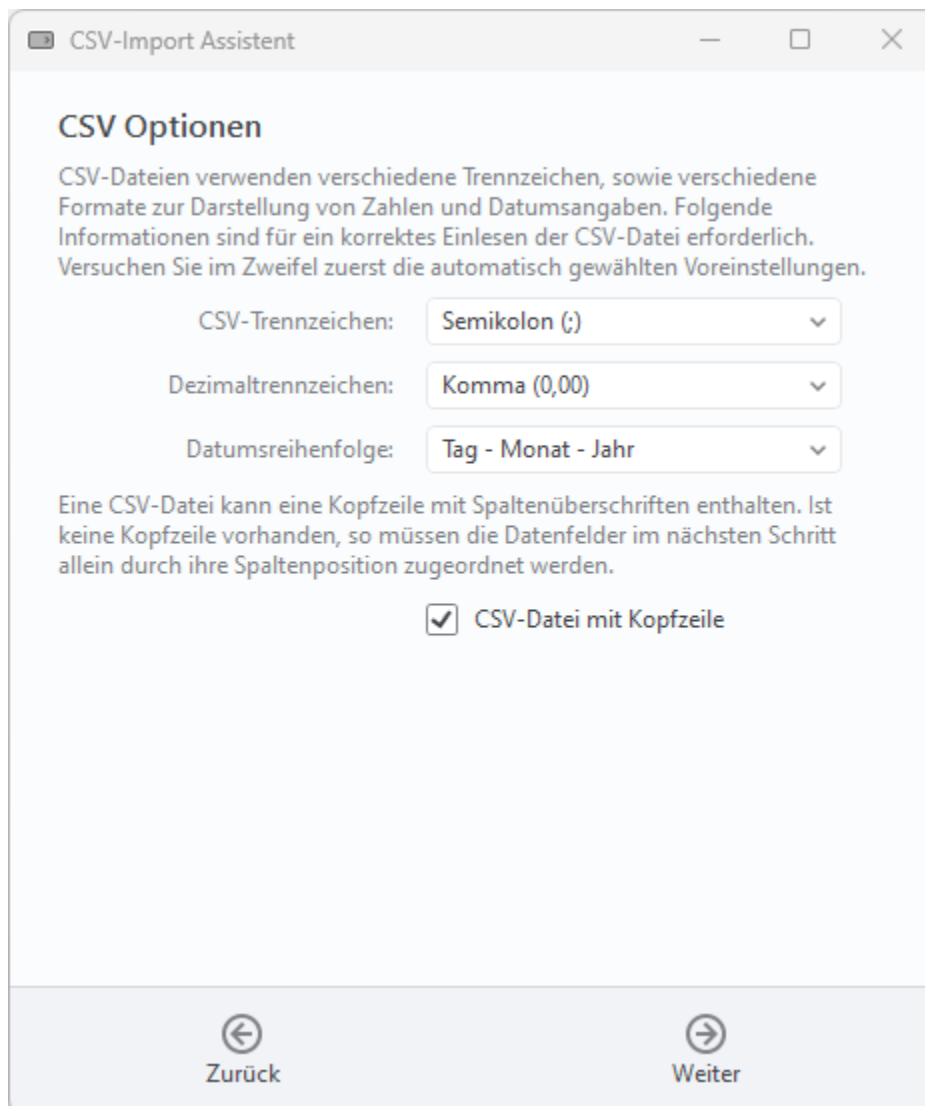 CSV-Import Assistent
CSV Optionen
CSV-Dateien verwenden verschiedene Trennzeichen, sowie verschiedene
Formate zur Darstellung von Zahlen und Datumsangaben. Folgende
Informationen sind für ein korrektes Einlesen der CSV-Datei erforderlich.
Versuchen Sie im Zweifel zuerst die automatisch gewählten Voreinstellungen.
CSV-Trennzeichen: Semikolon (;)
Dezimaltrennzeichen: Komma (0,00)
Datumsreihenfolge: Tag - Monat - Jahr
Eine CSV-Datei kann eine Kopfzeile mit Spaltenüberschriften enthalten. Ist
keine Kopfzeile vorhanden, so müssen die Datenfelder im nächsten Schritt
allein durch ihre Spaltenposition zugeordnet werden.
CSV-Datei mit Kopfzeile
Zurück Weiter